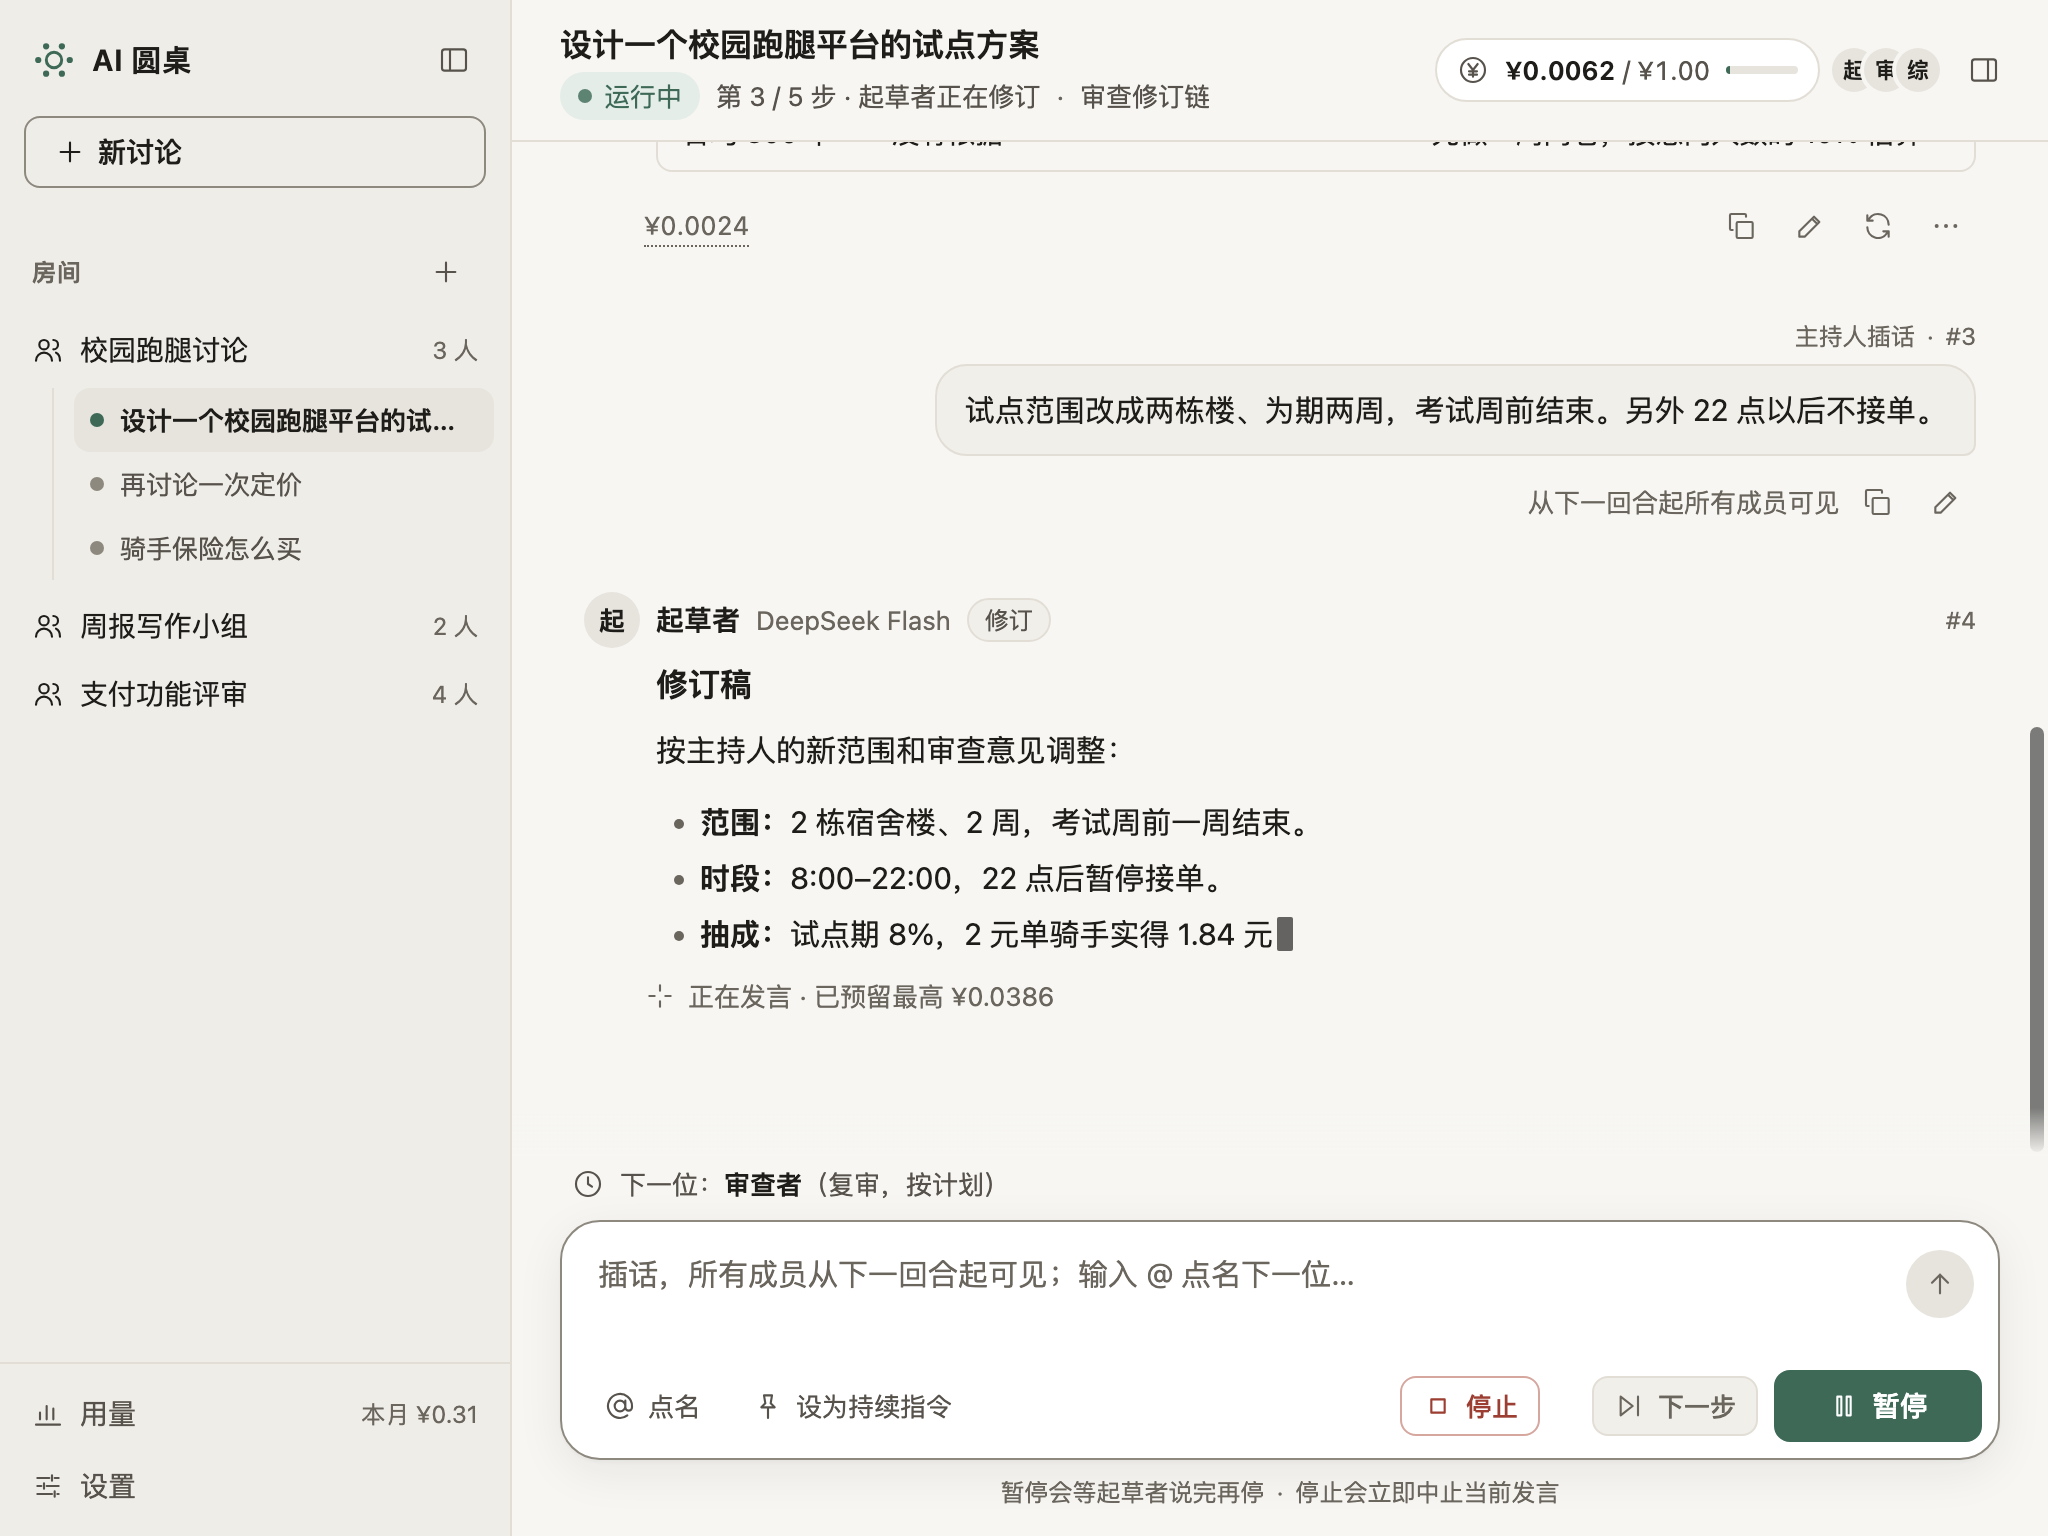 AI 圆桌
新讨论
房间
校园跑腿讨论 3 人
设计一个校园跑腿平台的试...
再讨论一次定价
骑手保险怎么买
周报写作小组 2 人
支付功能评审 4 人
用量 本月 ¥0.31
设置
设计一个校园跑腿平台的试点方案
运行中 第 3 / 5 步 · 起草者正在修订 · 审查修订链
¥0.0062 / ¥1.00
起 审 综
¥0.0024
主持人插话 · #3
试点范围改成两栋楼、为期两周，考试周前结束。另外 22 点以后不接单。
从下一回合起所有成员可见
起 起草者 DeepSeek Flash 修订 #4
修订稿
按主持人的新范围和审查意见调整：
• 范围：2 栋宿舍楼、2 周，考试周前一周结束。
• 时段：8:00–22:00，22 点后暂停接单。
• 抽成：试点期 8%，2 元单骑手实得 1.84 元
正在发言 · 已预留最高 ¥0.0386
下一位：审查者（复审，按计划）
插话，所有成员从下一回合起可见；输入 @ 点名下一位...
点名 设为持续指令 停止 下一步 暂停
暂停会等起草者说完再停 · 停止会立即中止当前发言